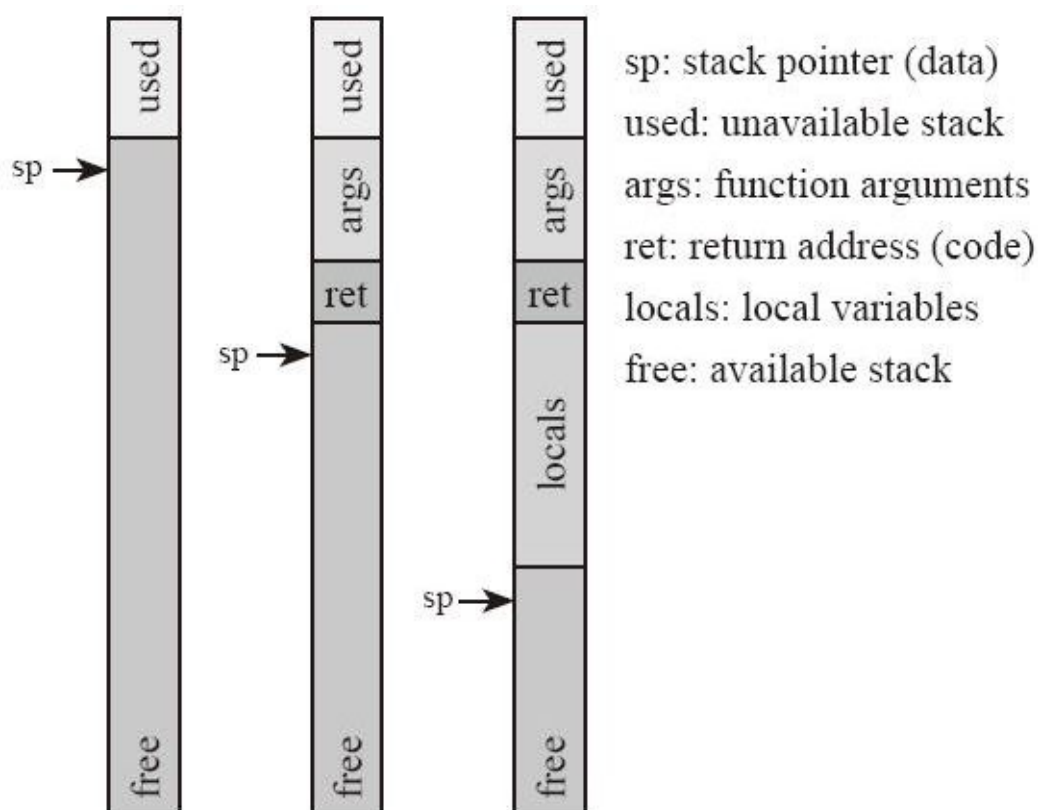 used
sp
free
used
args
ret
sp
free
used
args
ret
locals
sp
free
sp: stack pointer (data)
used: unavailable stack
args: function arguments
ret: return address (code)
locals: local variables
free: available stack